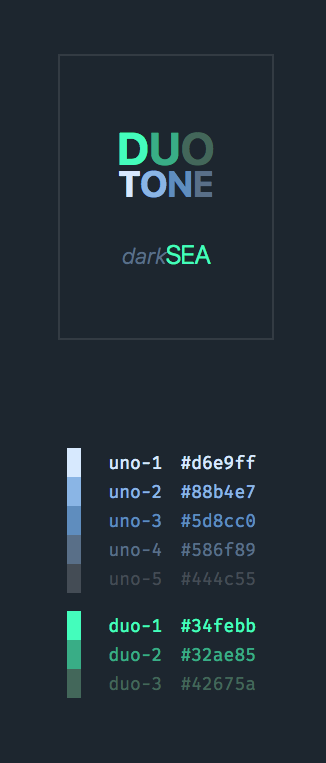 DUO
TONE
darkSEA
uno-1 #d6e9ff
uno-2 #88b4e7
uno-3 #5d8cc0
uno-4 #586f89
uno-5 #444c55
duo-1 #34febb
duo-2 #32ae85
duo-3 #42675a